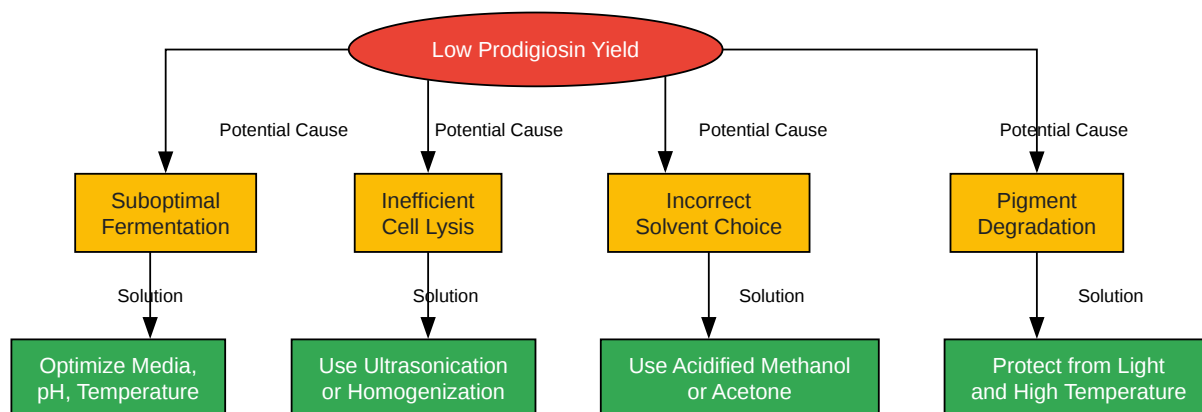 Low Prodigiosin Yield
Potential Cause
Potential Cause
Potential Cause
Potential Cause
Suboptimal
Fermentation
Inefficient
Cell Lysis
Incorrect
Solvent Choice
Pigment
Degradation
Solution
Solution
Solution
Solution
Optimize Media,
pH, Temperature
Use Ultrasonication
or Homogenization
Use Acidified Methanol
or Acetone
Protect from Light
and High Temperature